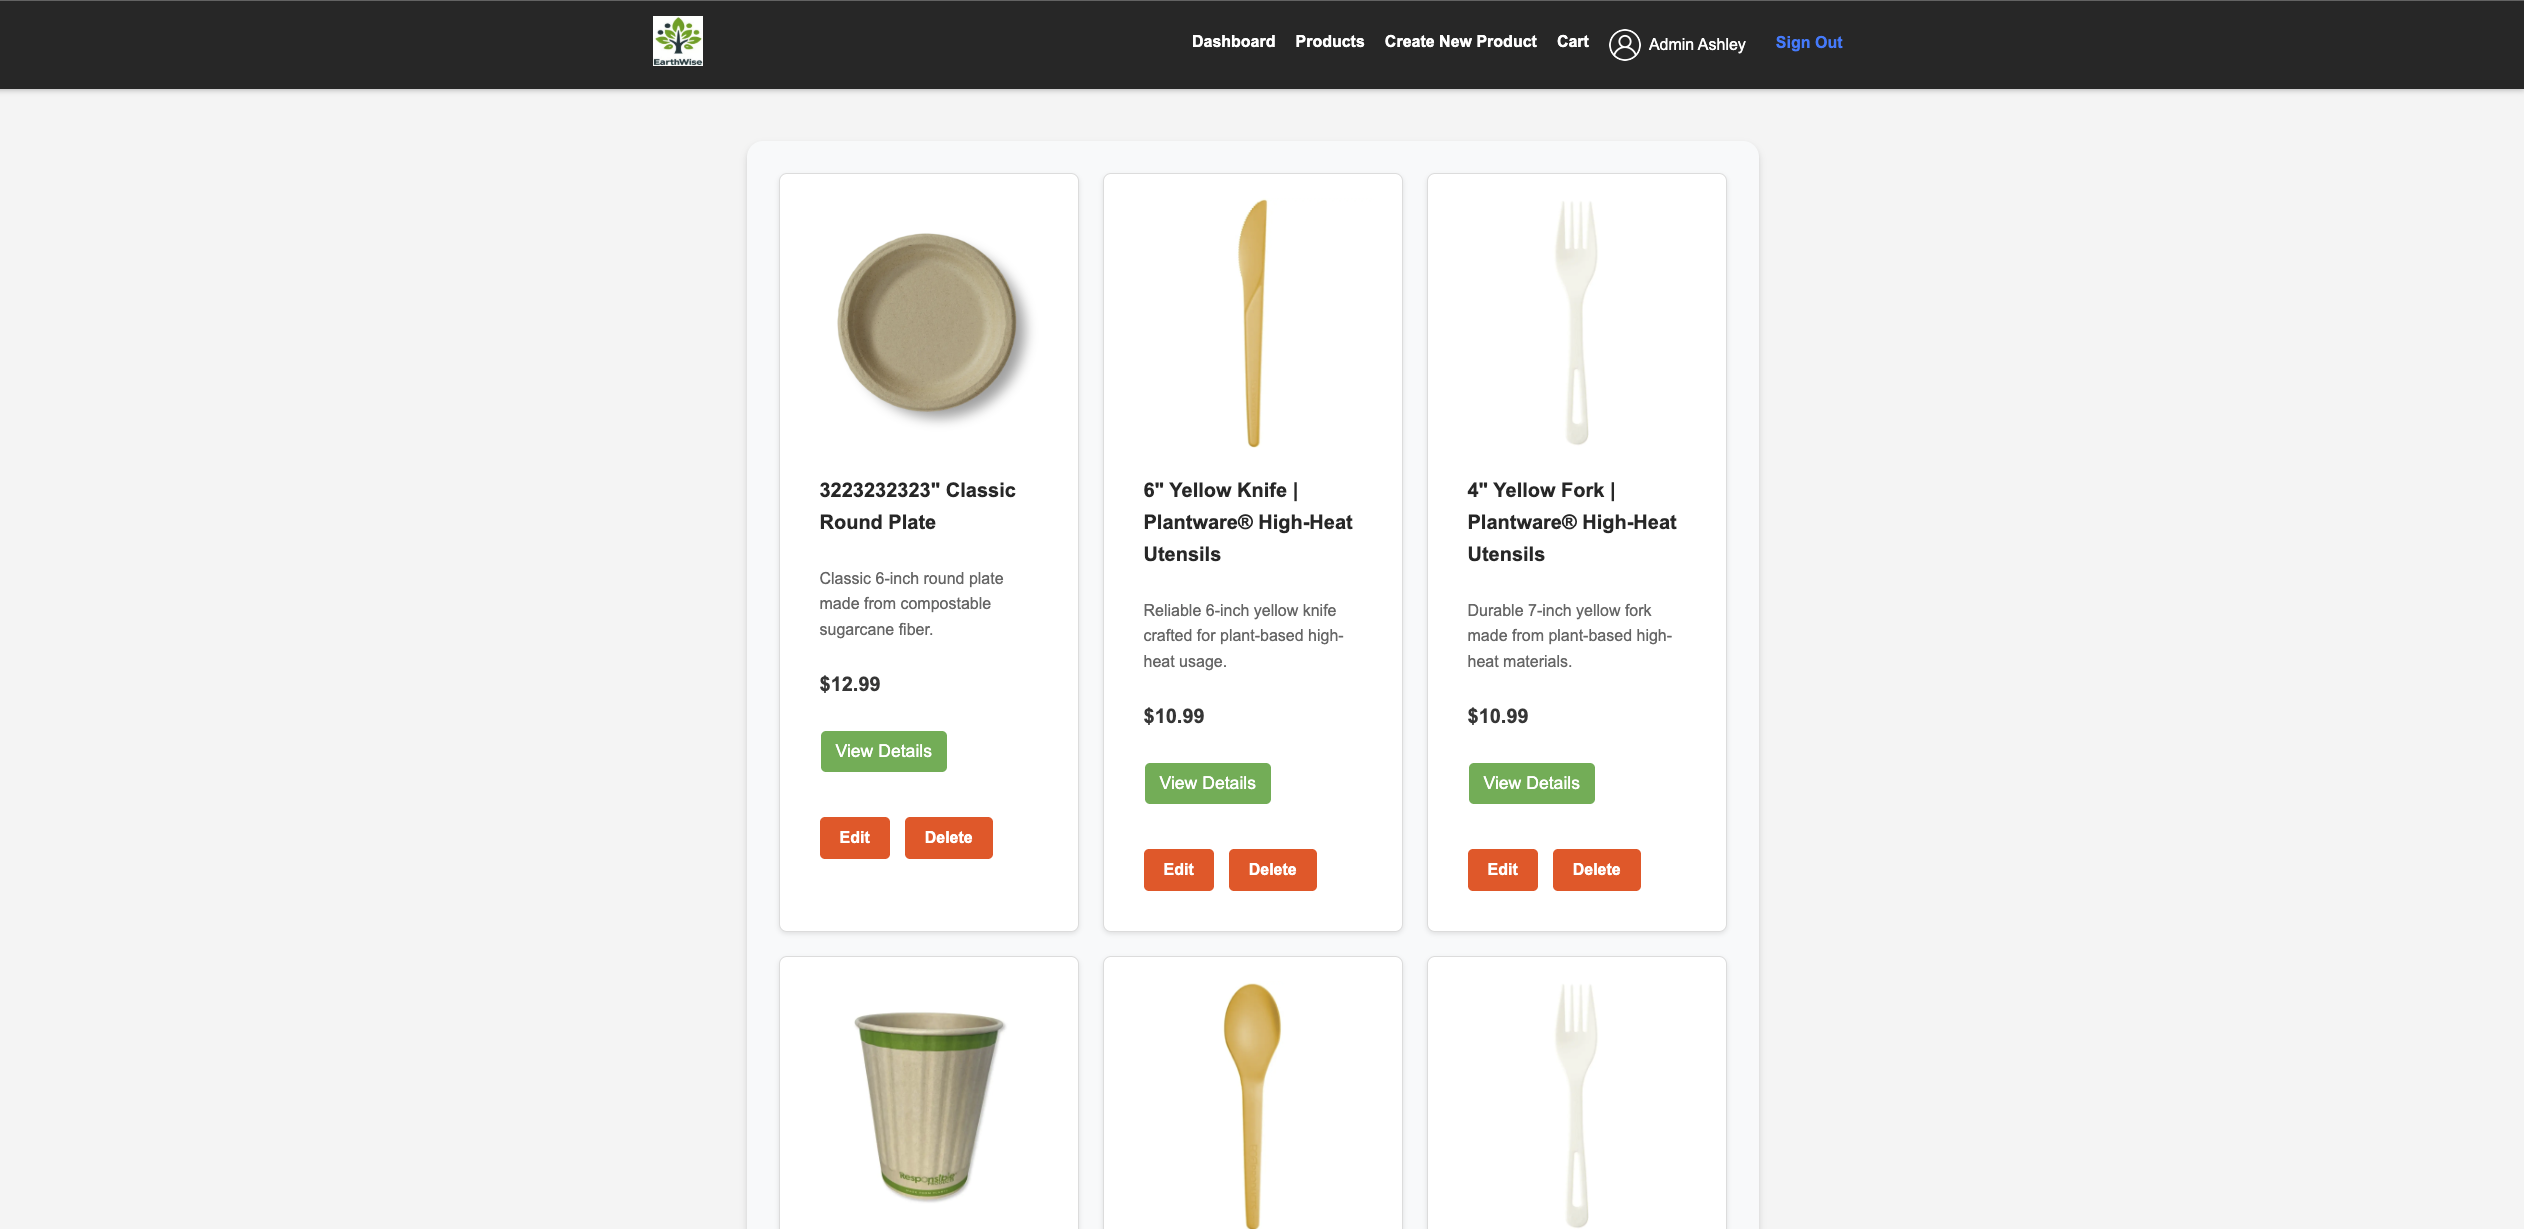 EarthWise
Dashboard Products Create New Product Cart Admin Ashley Sign Out
3223232323" Classic
Round Plate
Classic 6-inch round plate
made from compostable
sugarcane fiber.
$12.99
View Details
Edit Delete
6" Yellow Knife |
Plantware® High-Heat
Utensils
Reliable 6-inch yellow knife
crafted for plant-based high-
heat usage.
$10.99
View Details
Edit Delete
4" Yellow Fork |
Plantware® High-Heat
Utensils
Durable 7-inch yellow fork
made from plant-based high-
heat materials.
$10.99
View Details
Edit Delete
Responsible